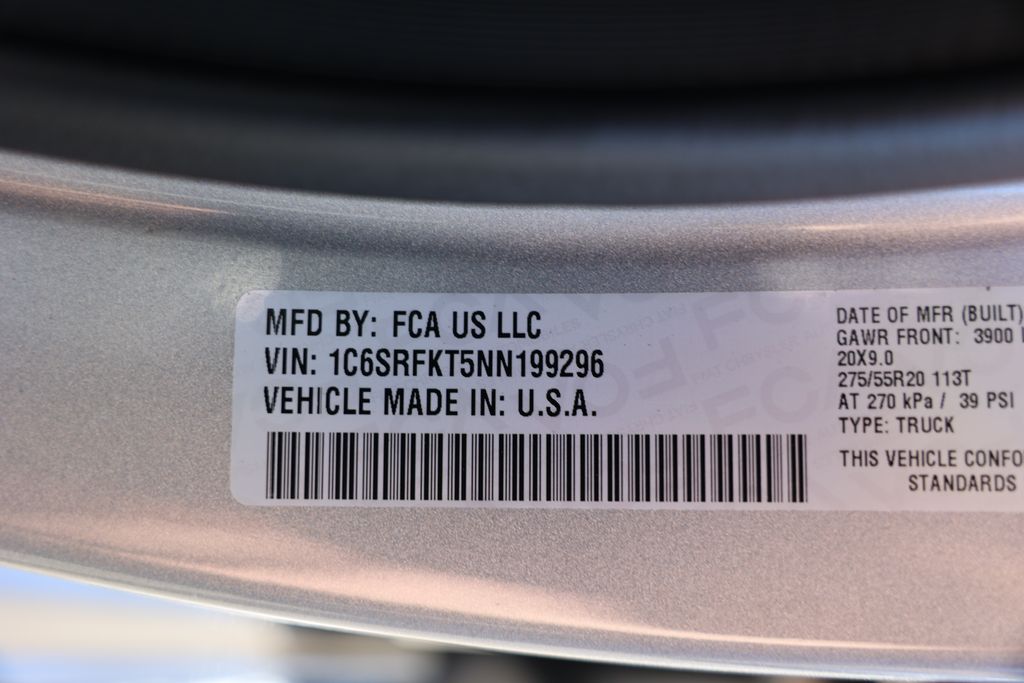 MFD BY: FCA US LLC
VIN: 1C6SRFKT5NN199296
VEHICLE MADE IN: U.S.A.
DATE OF MFR (BUILT)
GAWR FRONT: 3900
20X9.0
275/55R20 113T
AT 270 kPa / 39 PSI
TYPE: TRUCK
THIS VEHICLE CONFO
STANDARDS